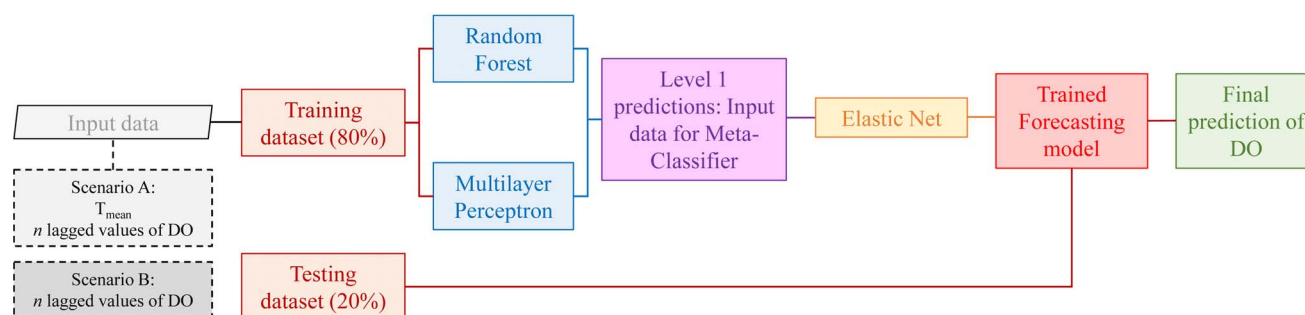 Input data
Scenario A:
T_mean
n lagged values of DO
Scenario B:
n lagged values of DO
Training
dataset (80%)
Testing
dataset (20%)
Random
Forest
Multilayer
Perceptron
Level 1
predictions: Input
data for Meta-
Classifier
Elastic Net
Trained
Forecasting
model
Final
prediction of
DO